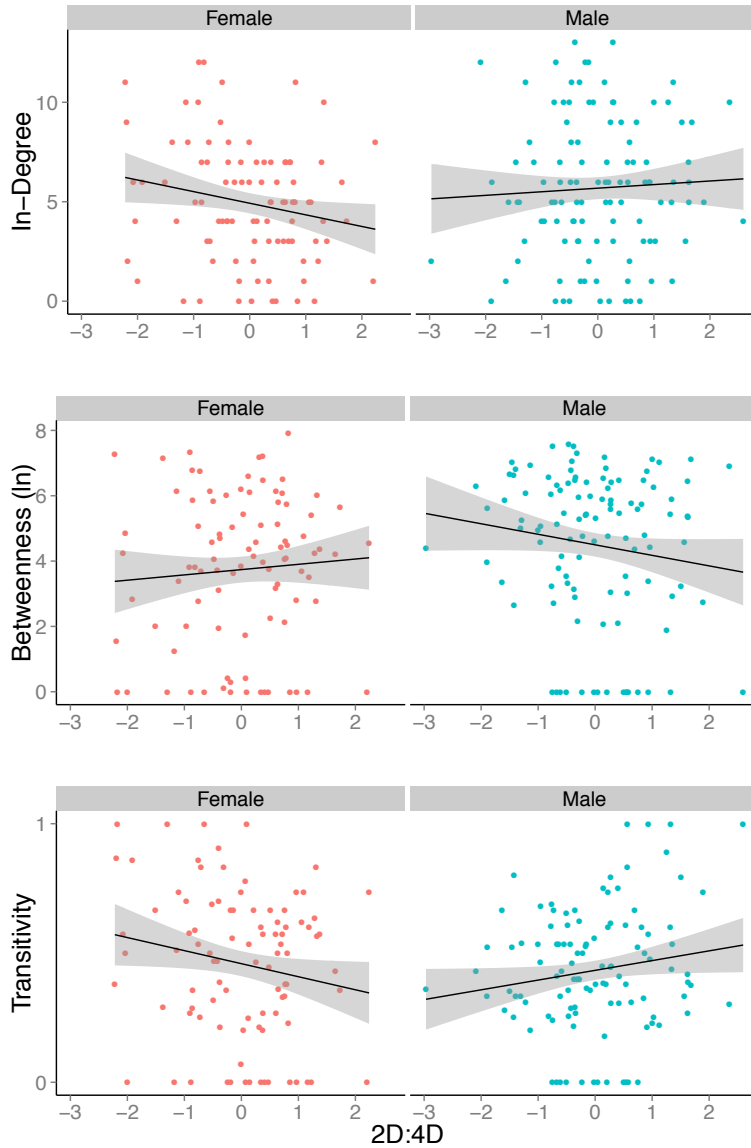 Female Male
In−Degree
10
5
0
−3 −2 −1 0 1 2 −3 −2 −1 0 1 2
Female Male
Betweenness (ln)
8
6
4
2
0
−3 −2 −1 0 1 2 −3 −2 −1 0 1 2
Female Male
Transitivity
1
0
−3 −2 −1 0 1 2 −3 −2 −1 0 1 2
2D:4D